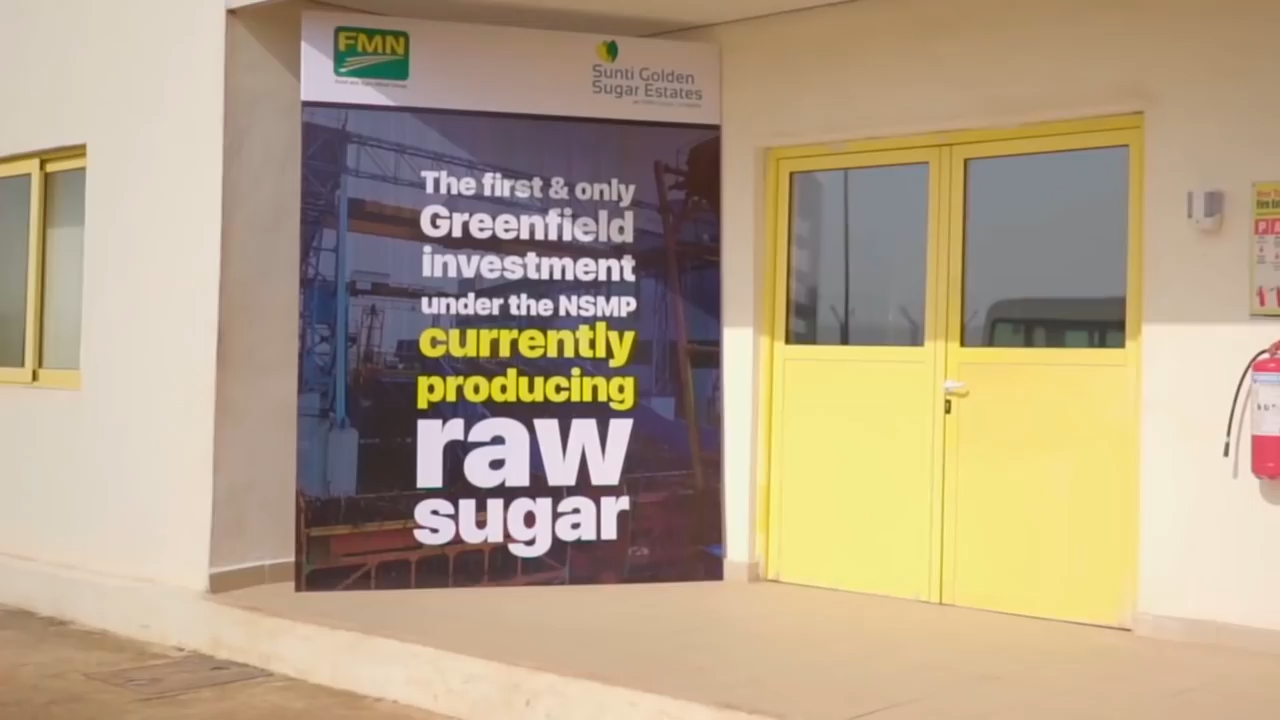 FMN
Sunti Golden
Sugar Estates
The first & only
Greenfield
investment
under the NSMP
currently
producing
raw
sugar